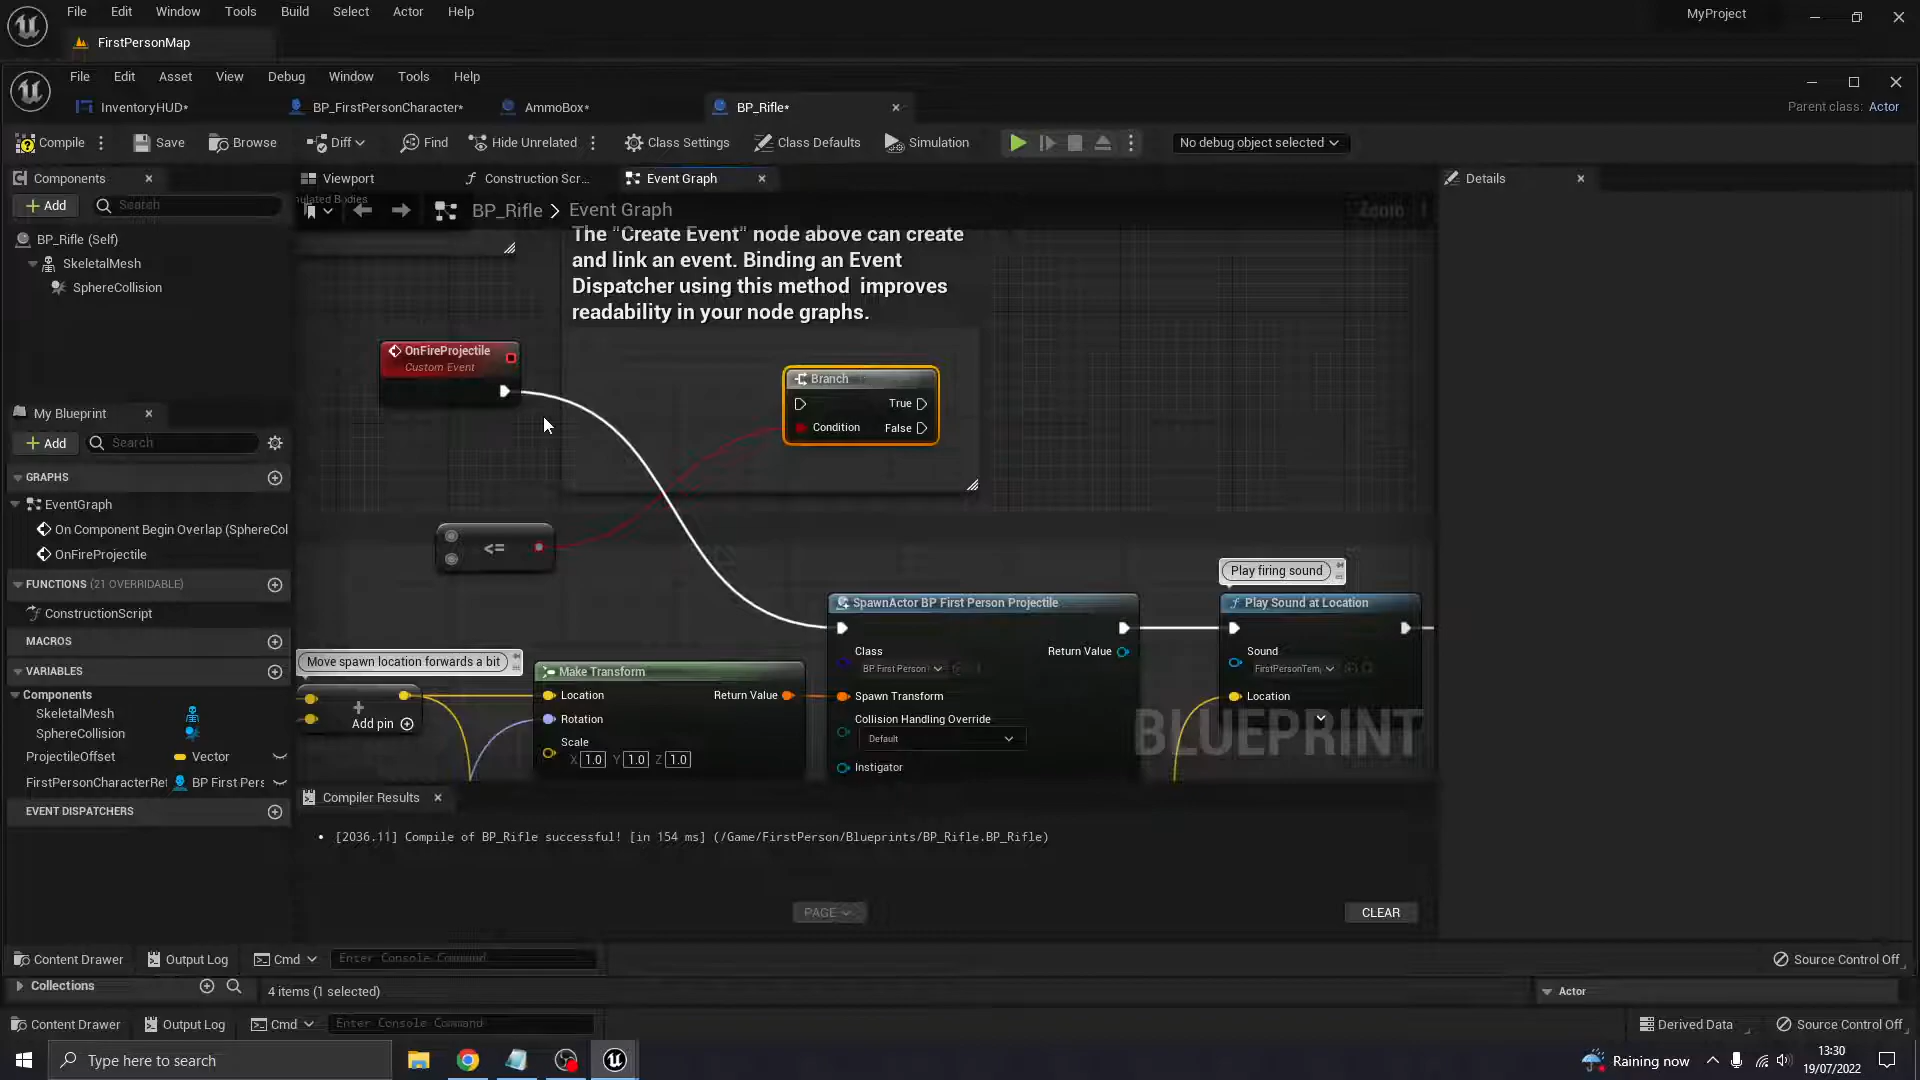 File Edit Window Tools Build Select Actor Help
MyProject
FirstPersonMap
File Edit Asset View Debug Window Tools Help
InventoryHUD* BP_FirstPersonCharacter* AmmoBox* BP_Rifle*
Parent class: Actor
Compile Save Browse Diff Find Hide Unrelated Class Settings Class Defaults Simulation No debug object selected
Components Viewport Construction Scr... Event Graph Details
Add Search BP_Rifle > Event Graph Zoom
BP_Rifle (Self)
SkeletalMesh
SphereCollision
The "Create Event" node above can create
and link an event. Binding an Event
Dispatcher using this method improves
readability in your node graphs.
OnFireProjectile
Custom Event
Branch
True
Condition False
<=
My Blueprint
Add Search
GRAPHS
EventGraph
On Component Begin Overlap (SphereCol
OnFireProjectile
FUNCTIONS (21 OVERRIDABLE)
ConstructionScript
MACROS
VARIABLES
Components
SkeletalMesh
SphereCollision
ProjectileOffset Vector
FirstPersonCharacterRef BP First Pers
EVENT DISPATCHERS
Move spawn location forwards a bit
Add pin
Make Transform
Location Return Value
Rotation
Scale
X 1.0 Y 1.0 Z 1.0
SpawnActor BP First Person Projectile
Class Return Value
BP First Person
Spawn Transform
Collision Handling Override
Default
Instigator
Play firing sound
Play Sound at Location
Sound
FirstPersonTem
Location
BLUEPRINT
Compiler Results
[2036.11] Compile of BP_Rifle successful! [in 154 ms] (/Game/FirstPerson/Blueprints/BP_Rifle.BP_Rifle)
PAGE CLEAR
Content Drawer Output Log Cmd Enter Console Command Source Control Off
Collections 4 items (1 selected) Actor
Content Drawer Output Log Cmd Enter Console Command Derived Data Source Control Off
Type here to search
Raining now
13:30
19/07/2022